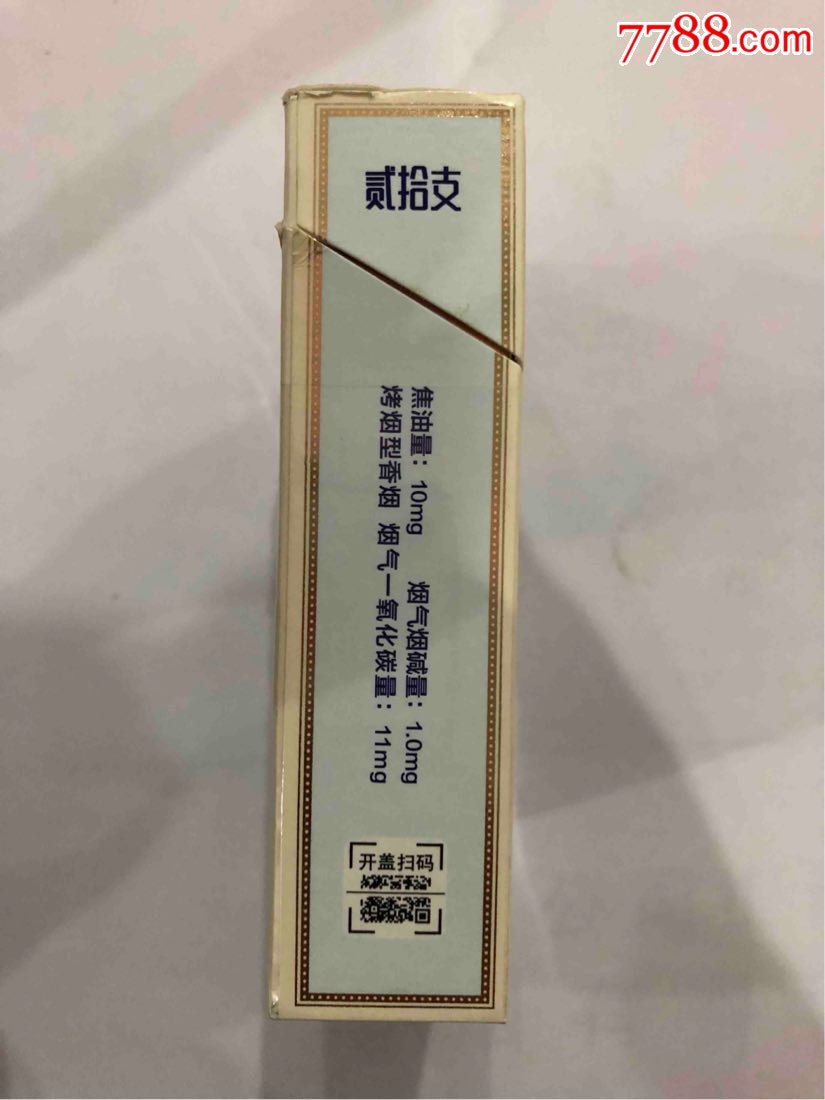 7788.com
贰拾支
焦油量：10mg 烟气烟碱量：1.0mg
烤烟型香烟 烟气一氧化碳量：11mg
开盖扫码